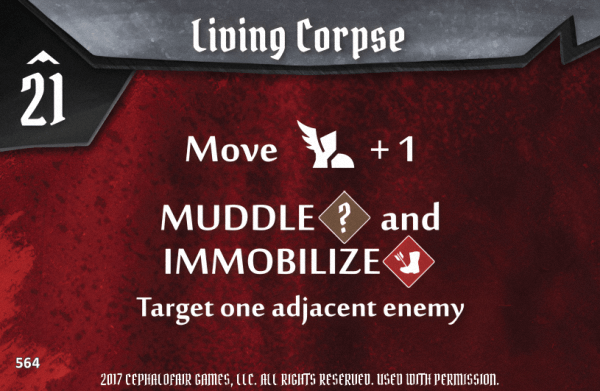 Living Corpse
21
Move + 1
MUDDLE ? and
IMMOBILIZE
Target one adjacent enemy
564
2017 CEPHALOFAIR GAMES, LLC. ALL RIGHTS RESERVED. USED WITH PERMISSION.